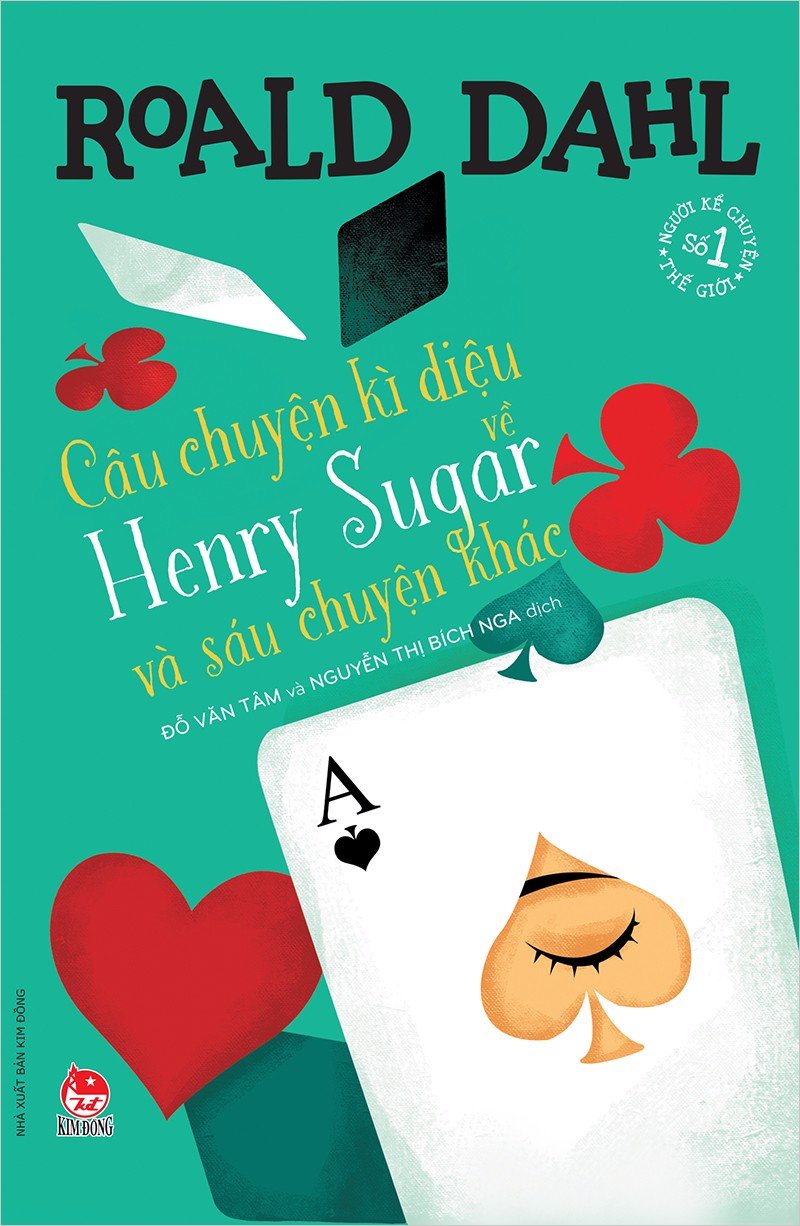 ROALD DAHL
NGƯỜI KỂ CHUYỆN
Số 1
THẾ GIỚI
Câu chuyện kì diệu
về
Henry Sugar
và sáu chuyện khác
ĐỖ VĂN TÂM và NGUYỄN THỊ BÍCH NGA dịch
A
NHÀ XUẤT BẢN KIM ĐỒNG
KIM ĐỒNG